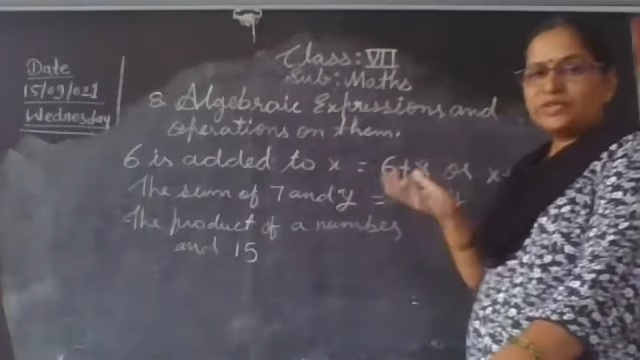 Date
15/09/021
Wednesday
Class: VII
Sub: Maths
8 Algebraic Expressions and
operations on them.
6 is added to x = 6+x or x+
The sum of 7 and y = y
The product of a number
and 15